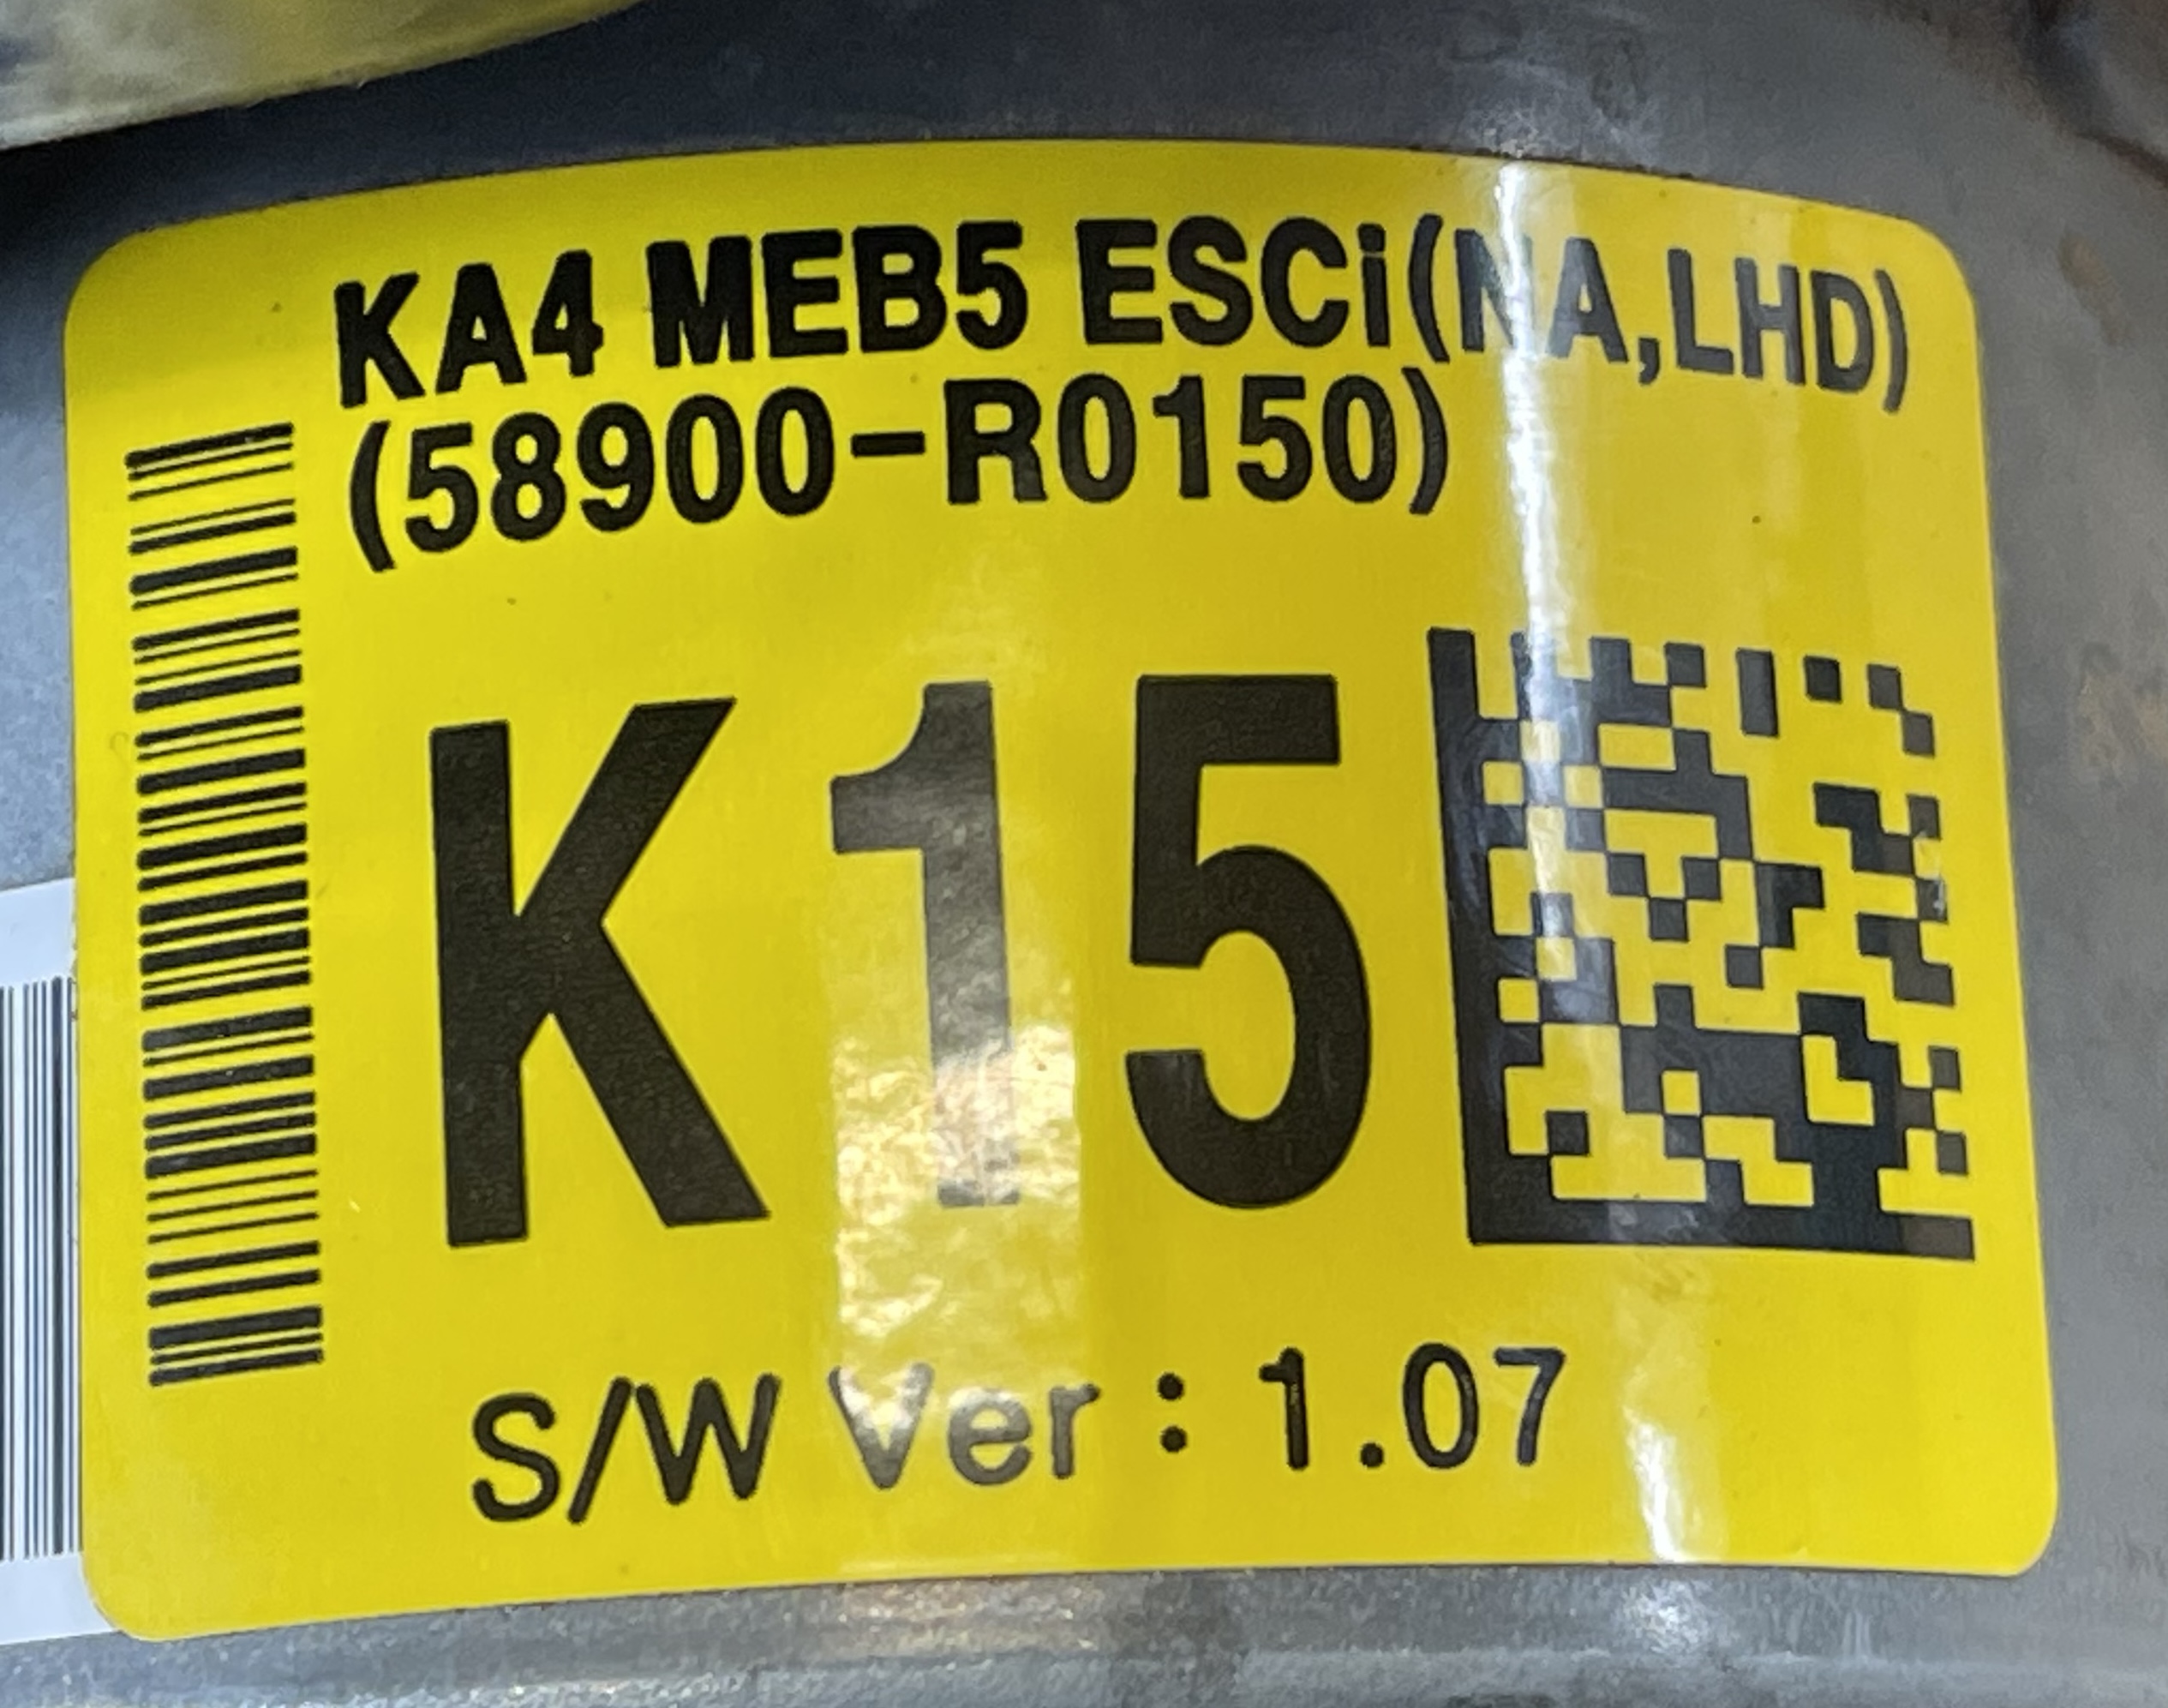 KA4 MEB5 ESCi(NA,LHD)
(58900-R0150)
K15
S/W Ver : 1.07